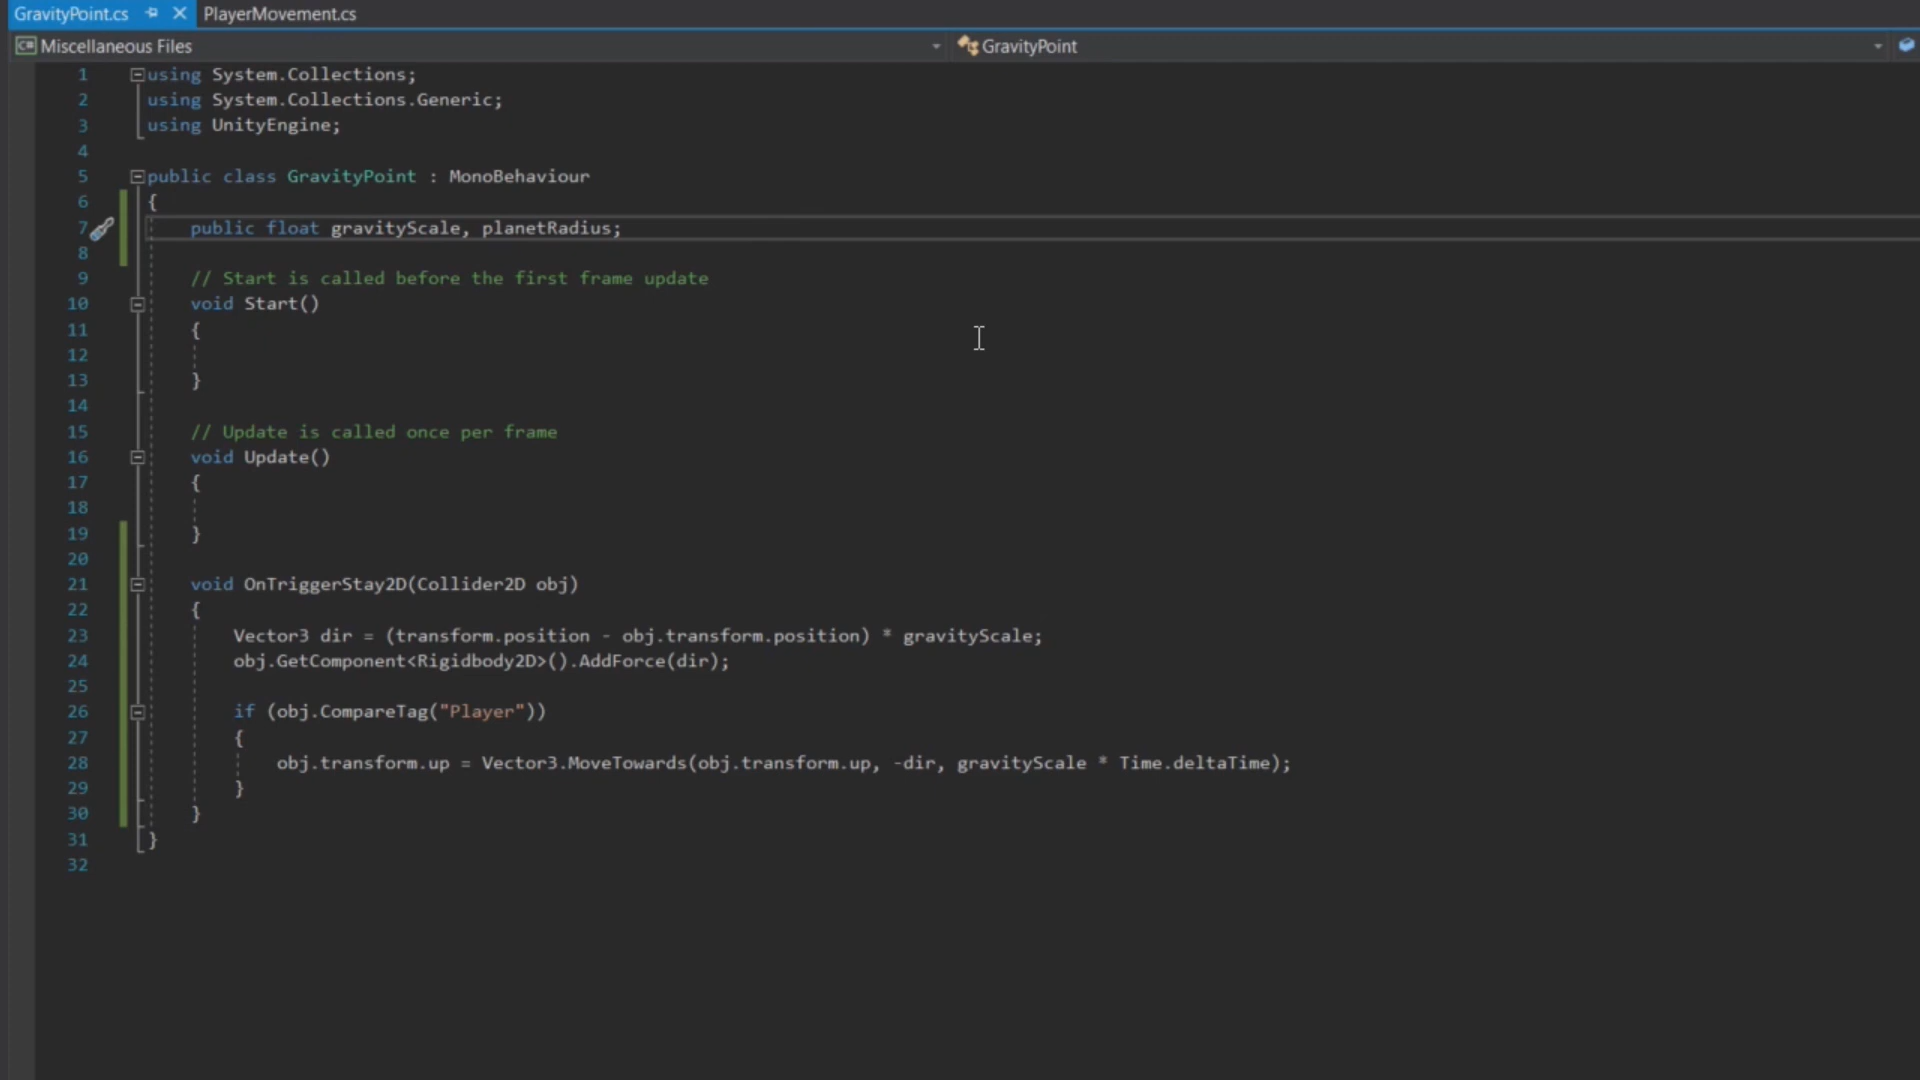 GravityPoint.cs PlayerMovement.cs
C# Miscellaneous Files GravityPoint
1 using System.Collections;
2 using System.Collections.Generic;
3 using UnityEngine;
4
5 public class GravityPoint : MonoBehaviour
6 {
7 public float gravityScale, planetRadius;
8
9 // Start is called before the first frame update
10 void Start()
11 {
12
13 }
14
15 // Update is called once per frame
16 void Update()
17 {
18
19 }
20
21 void OnTriggerStay2D(Collider2D obj)
22 {
23 Vector3 dir = (transform.position - obj.transform.position) * gravityScale;
24 obj.GetComponent<Rigidbody2D>().AddForce(dir);
25
26 if (obj.CompareTag("Player"))
27 {
28 obj.transform.up = Vector3.MoveTowards(obj.transform.up, -dir, gravityScale * Time.deltaTime);
29 }
30 }
31 }
32